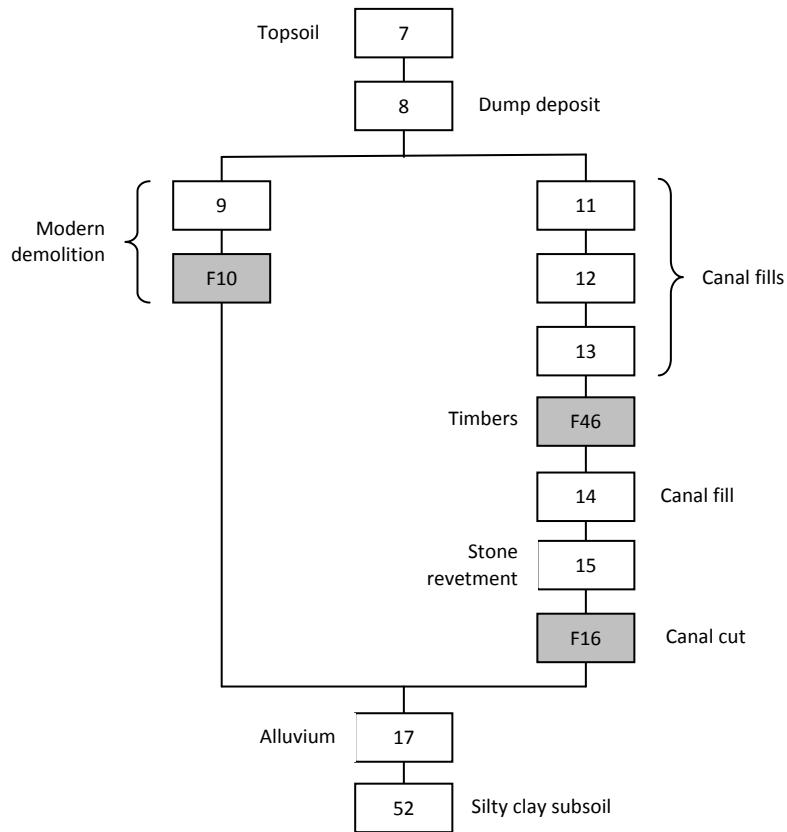 Topsoil
7
8
Dump deposit
Modern
demolition
9
F10
11
12
13
Canal fills
Timbers
F46
14
Canal fill
Stone
revetment
15
F16
Canal cut
Alluvium
17
52
Silty clay subsoil